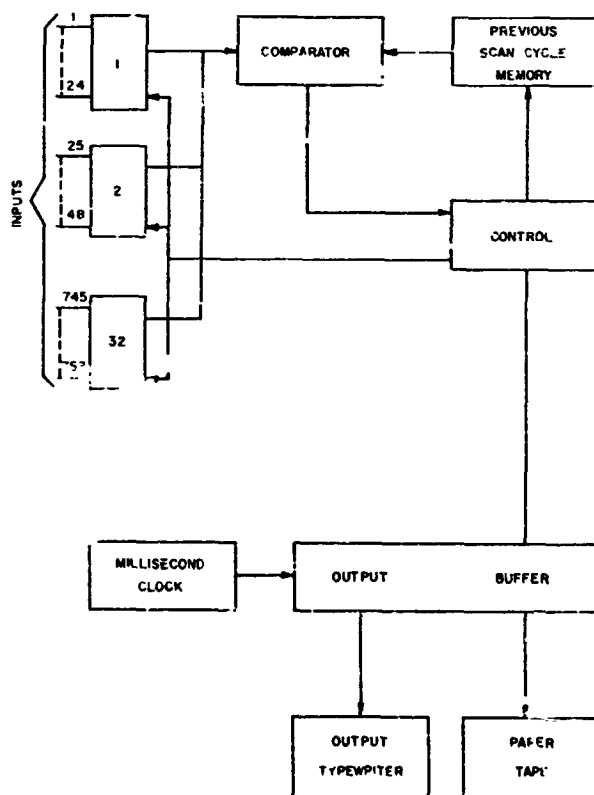 INPUTS
1
24
1
25
48
2
745
32
COMPARATOR
PREVIOUS
SCAN CYCLE
MEMORY
CONTROL
MILLISECOND
CLOCK
OUTPUT BUFFER
OUTPUT
TYPEWRITER
PAPER
TAPE